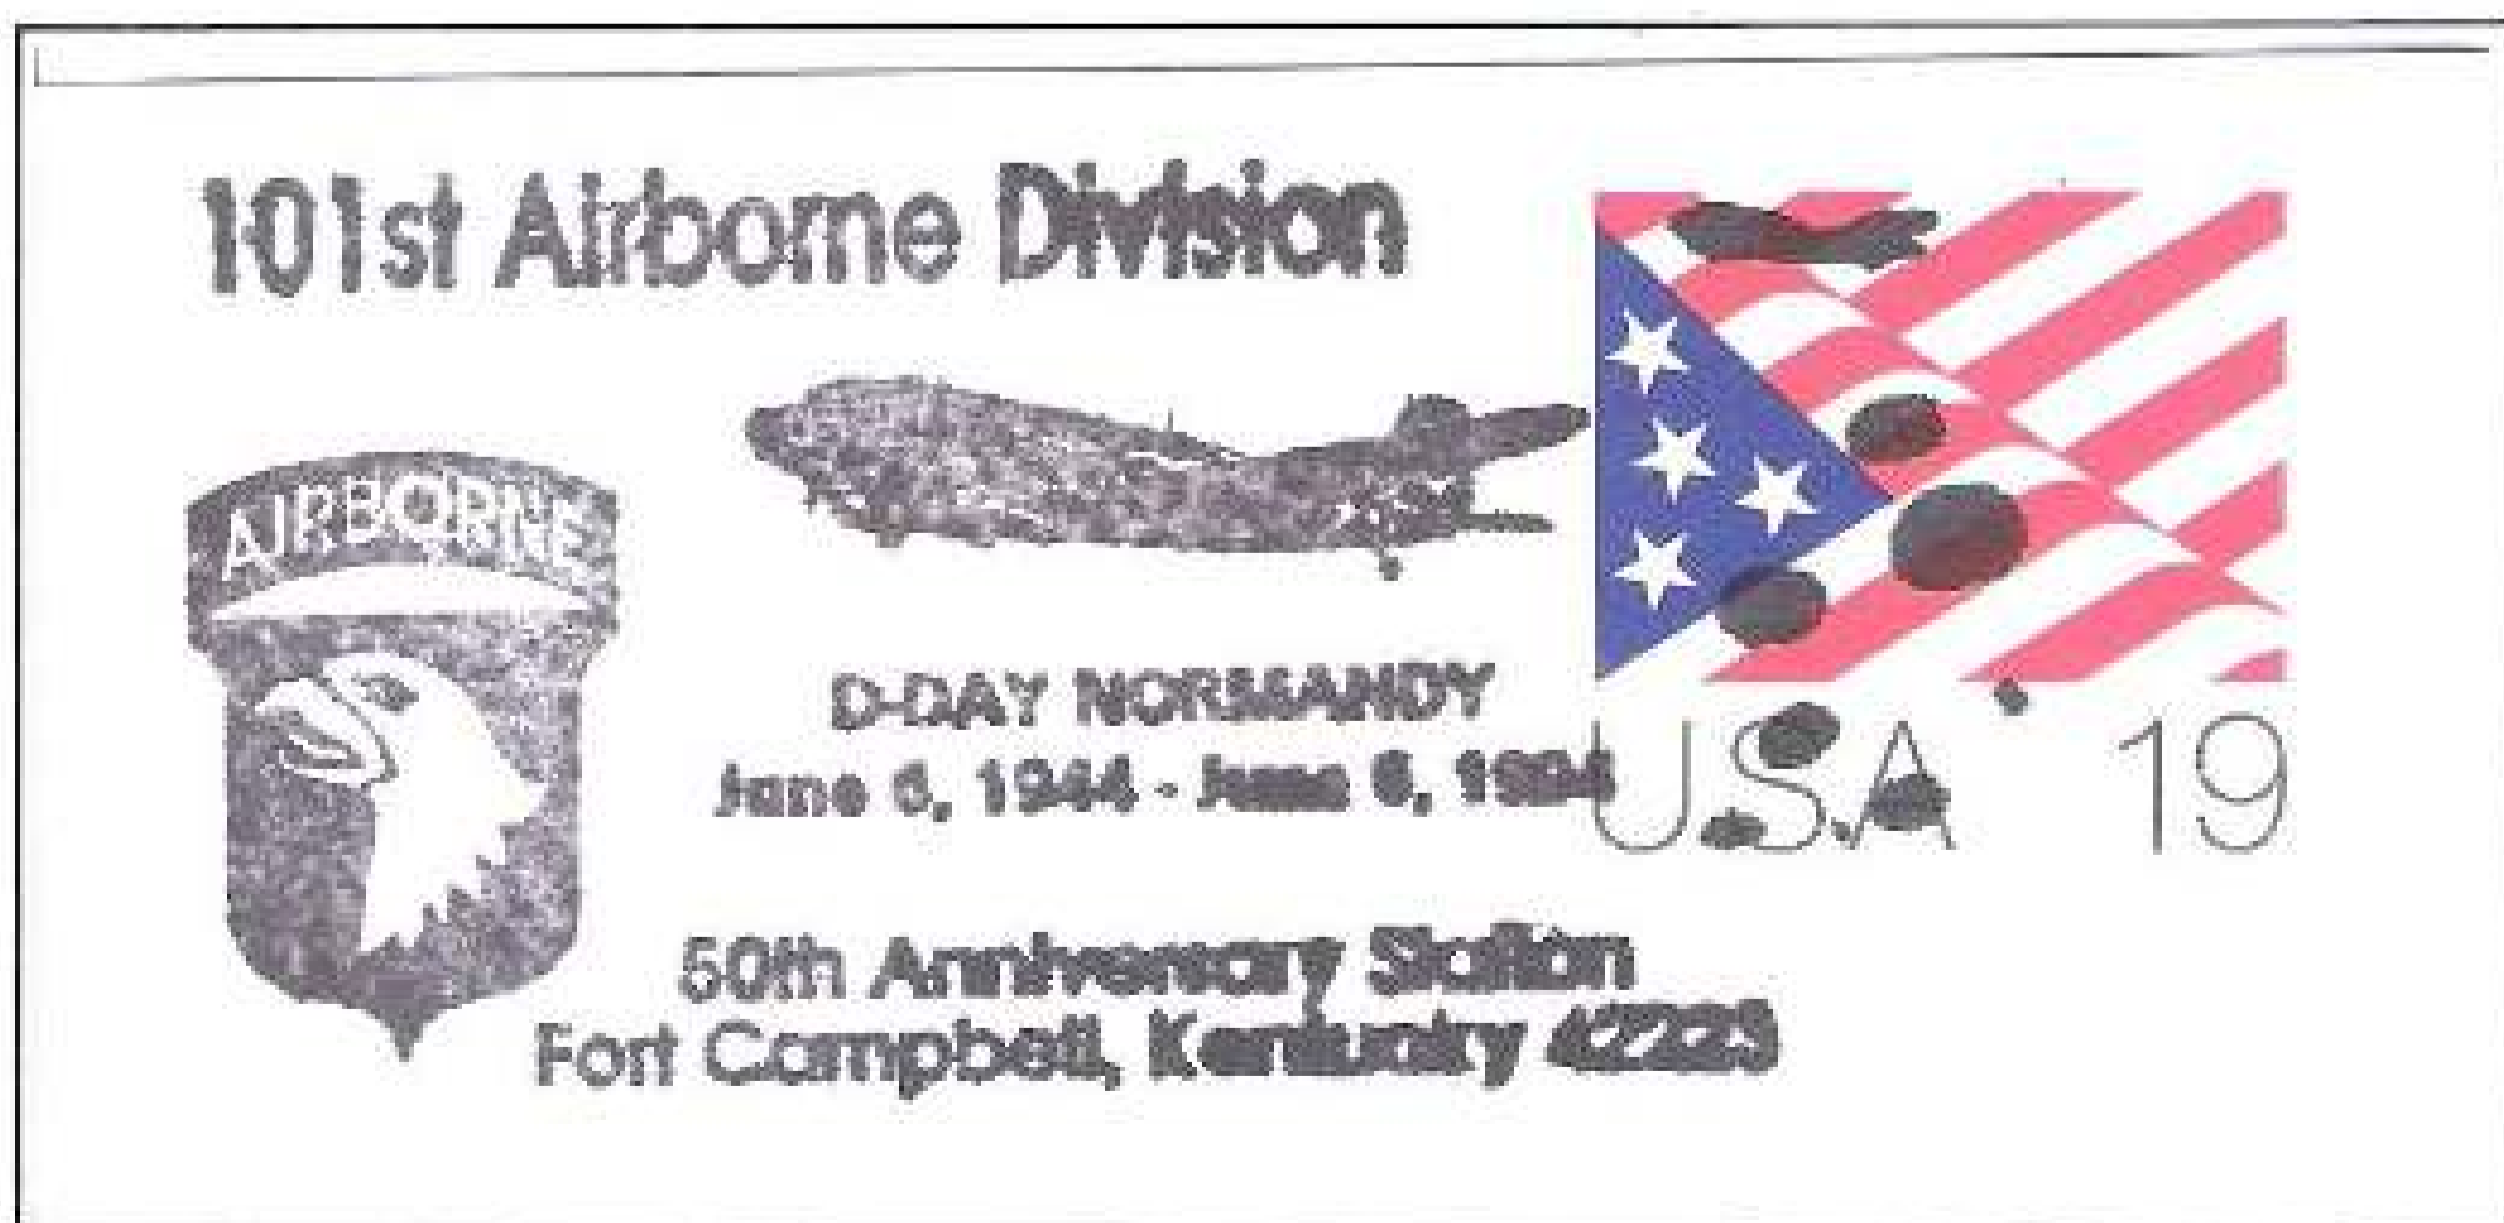 101st Airborne Division
AIRBORNE
D-DAY NORMANDY
June 6, 1944 - June 6, 1994
USA 19
50th Anniversary Station
Fort Campbell, Kentucky 42223